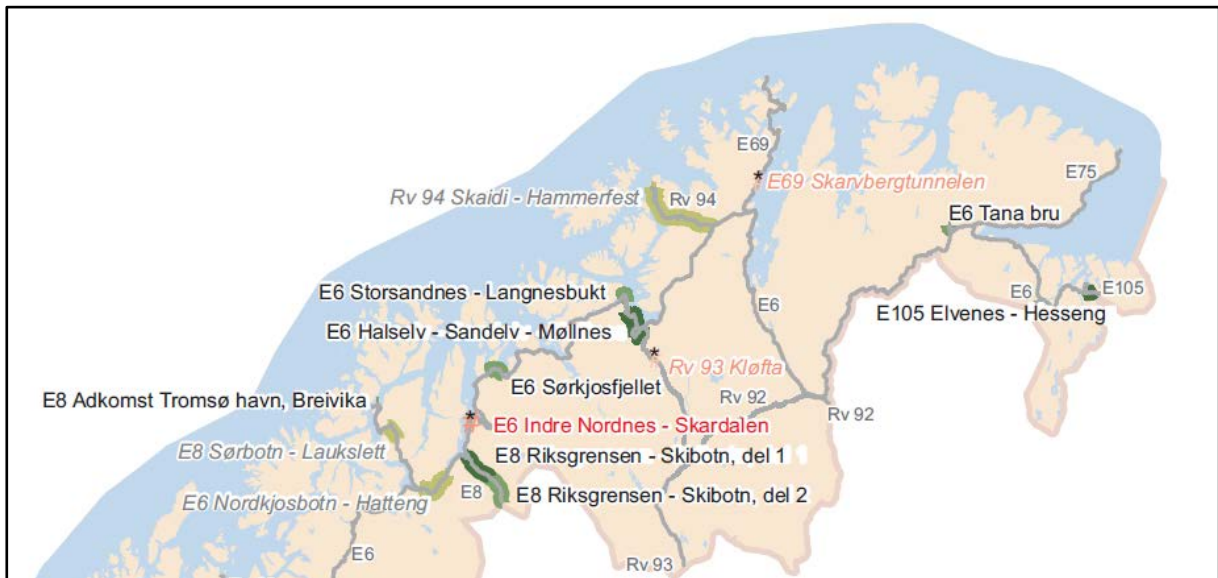 E69
E69 Skarvbergtunnelen
E75
Rv 94 Skaidi - Hammerfest
Rv 94
E6 Tana bru
E6 Storsandnes - Langnesbukt
E6
E6
E105
E105 Elvenes - Hesseng
E6 Halselv - Sandelv - Møllnes
Rv 93 Kløfta
E6 Sørkjosfjellet
Rv 92
Rv 92
E8 Adkomst Tromsø havn, Breivika
E6 Indre Nordnes - Skardalen
E8 Sørbotn - Laukslett
E8 Riksgrensen - Skibotn, del 1
E6 Nordkjosbotn - Hatteng
E8
E8 Riksgrensen - Skibotn, del 2
E6
Rv 93